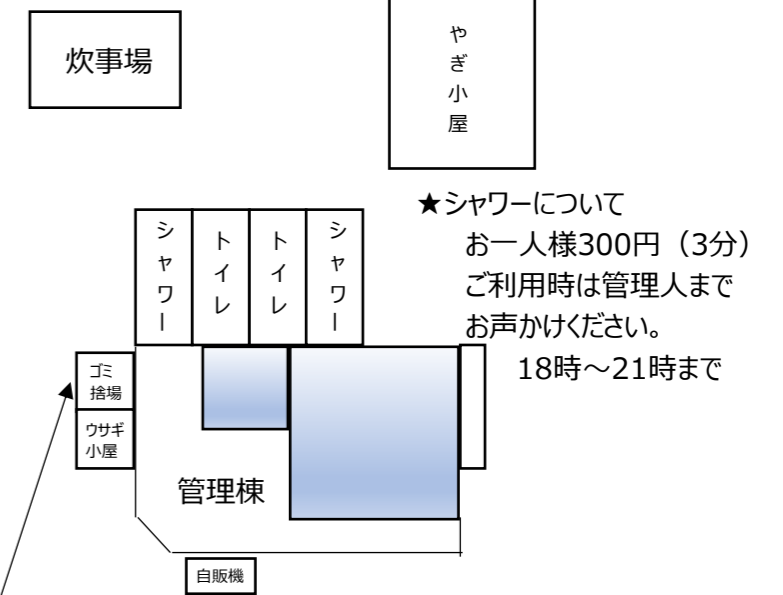 炊事場
やぎ小屋
★シャワーについて
お一人様300円（3分）
ご利用時は管理人まで
お声かけください。
18時～21時まで
シャワー
トイレ
トイレ
シャワー
ゴミ
捨場
ウサギ
小屋
管理棟
自販機